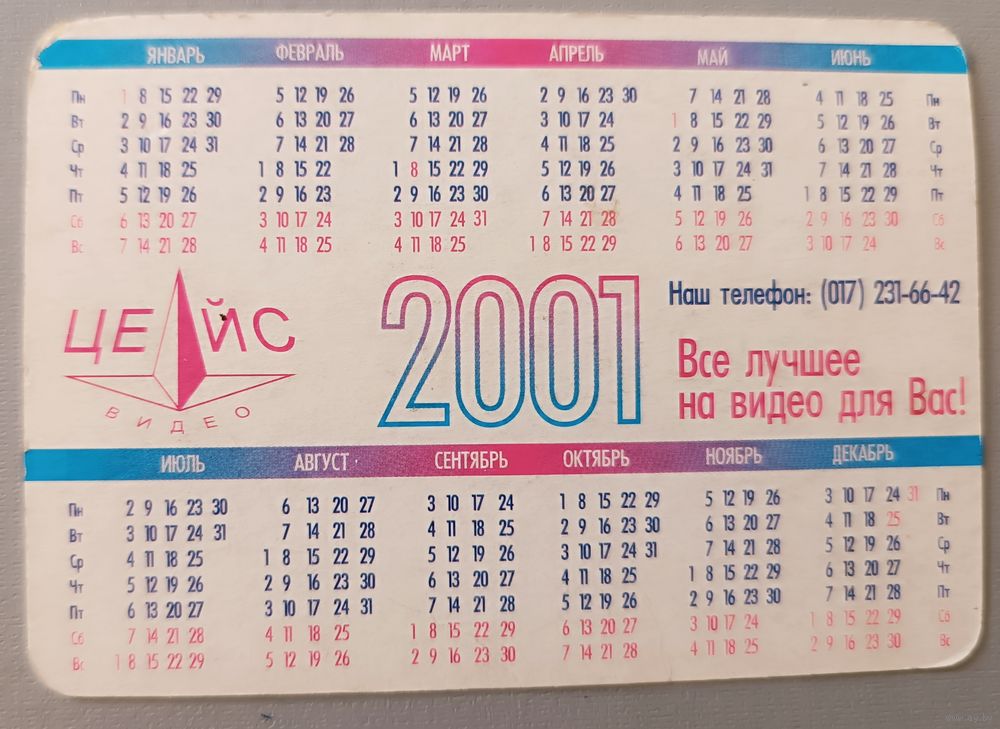 ЯНВАРЬ ФЕВРАЛЬ МАРТ АПРЕЛЬ МАЙ ИЮНЬ
Пн 1 8 15 22 29 5 12 19 26 5 12 19 26 2 9 16 23 30 7 14 21 28 4 11 18 25 Пн
Вт 2 9 16 23 30 6 13 20 27 6 13 20 27 3 10 17 24 1 8 15 22 29 5 12 19 26 Вт
Ср 3 10 17 24 31 7 14 21 28 7 14 21 28 4 11 18 25 2 9 16 23 30 6 13 20 27 Ср
Чт 4 11 18 25 1 8 15 22 1 8 15 22 29 5 12 19 26 3 10 17 24 31 7 14 21 28 Чт
Пт 5 12 19 26 2 9 16 23 2 9 16 23 30 6 13 20 27 4 11 18 25 1 8 15 22 29 Пт
Сб 6 13 20 27 3 10 17 24 3 10 17 24 31 7 14 21 28 5 12 19 26 2 9 16 23 30 Сб
Вс 7 14 21 28 4 11 18 25 4 11 18 25 1 8 15 22 29 6 13 20 27 3 10 17 24 Вс
ЦЕЙС
ВИДЕО
2001
Наш телефон: (017) 231-66-42
Все лучшее
на видео для Вас!
ИЮЛЬ АВГУСТ СЕНТЯБРЬ ОКТЯБРЬ НОЯБРЬ ДЕКАБРЬ
Пн 2 9 16 23 30 6 13 20 27 3 10 17 24 1 8 15 22 29 5 12 19 26 3 10 17 24 31 Пн
Вт 3 10 17 24 31 7 14 21 28 4 11 18 25 2 9 16 23 30 6 13 20 27 4 11 18 25 Вт
Ср 4 11 18 25 1 8 15 22 29 5 12 19 26 3 10 17 24 31 7 14 21 28 5 12 19 26 Ср
Чт 5 12 19 26 2 9 16 23 30 6 13 20 27 4 11 18 25 1 8 15 22 29 6 13 20 27 Чт
Пт 6 13 20 27 3 10 17 24 31 7 14 21 28 5 12 19 26 2 9 16 23 30 7 14 21 28 Пт
Сб 7 14 21 28 4 11 18 25 1 8 15 22 29 6 13 20 27 3 10 17 24 1 8 15 22 29 Сб
Вс 1 8 15 22 29 5 12 19 26 2 9 16 23 30 7 14 21 28 4 11 18 25 2 9 16 23 30 Вс